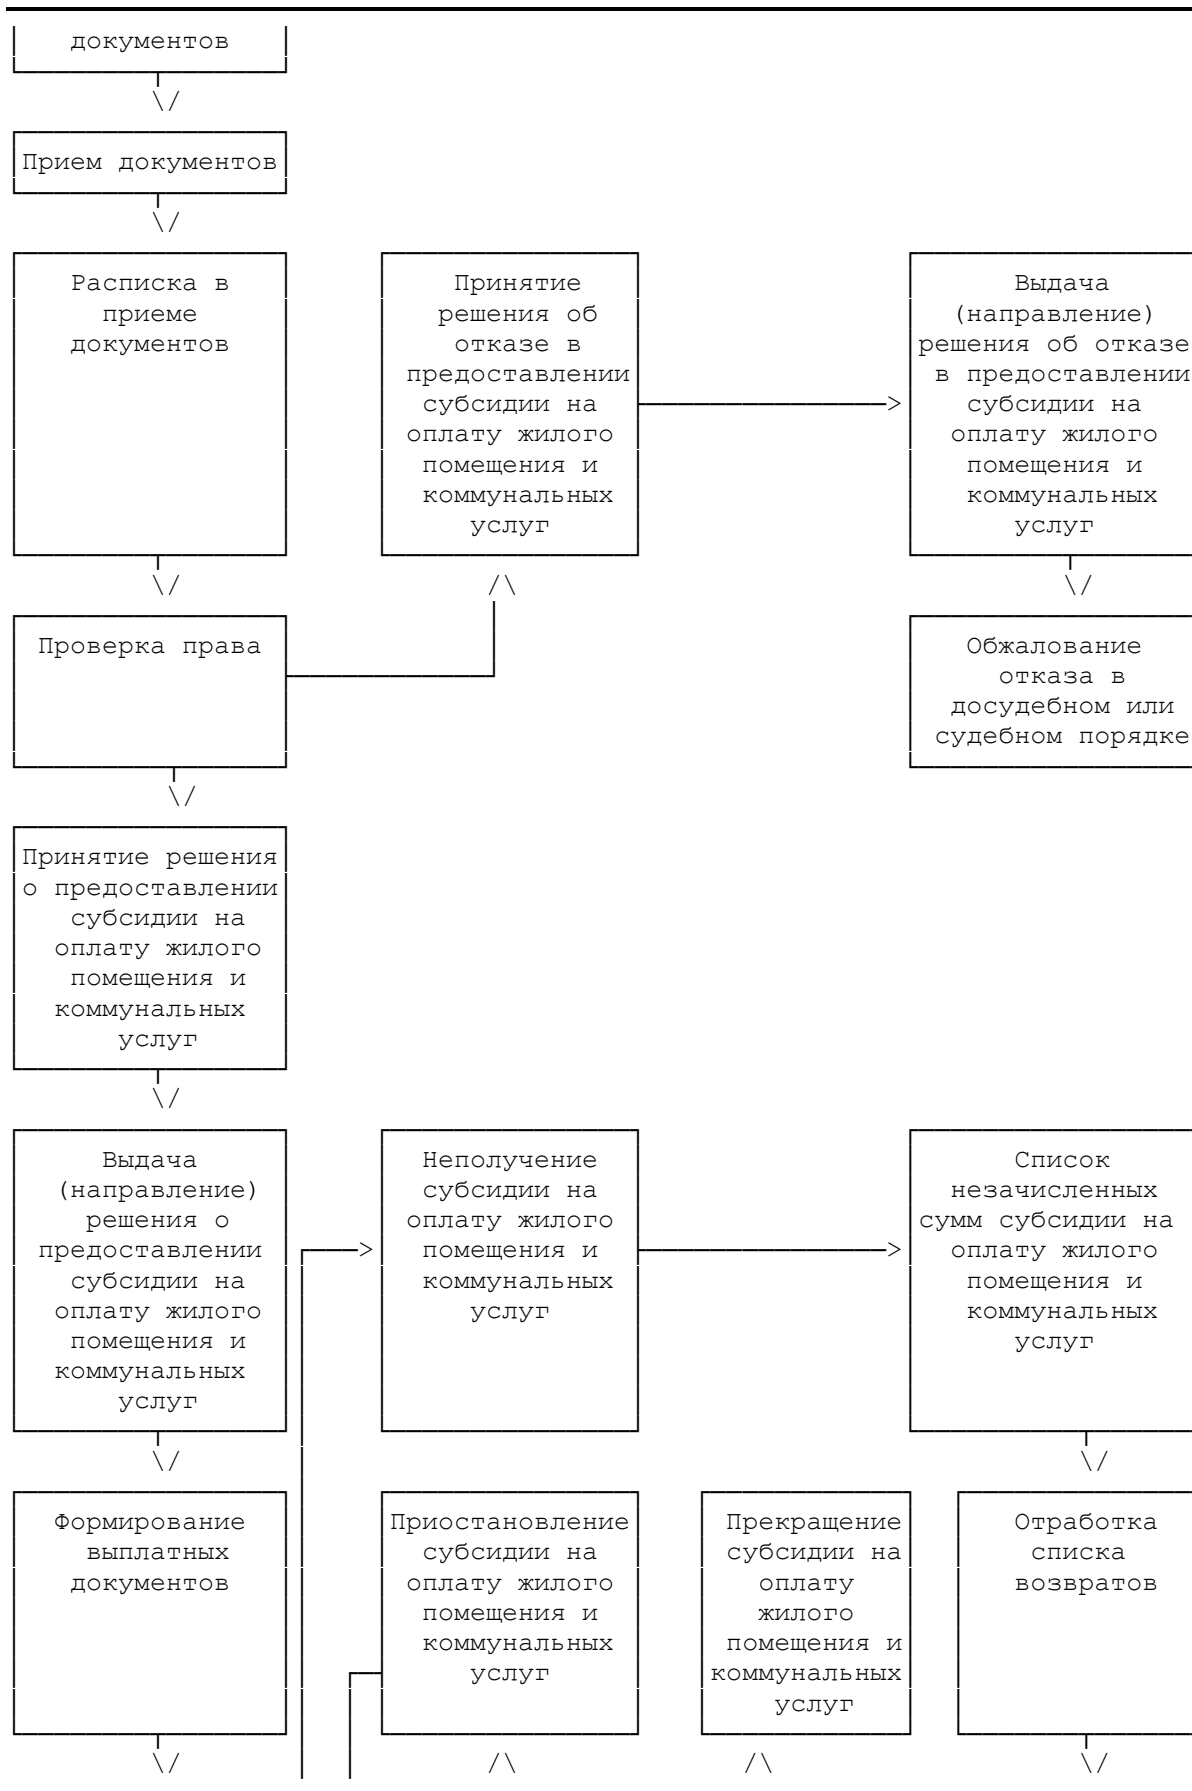 документов
\/
Прием документов
\/
Расписка в
приеме
документов
Принятие
решения об
отказе в
предоставлении
субсидии на
оплату жилого
помещения и
коммунальных
услуг
>
Выдача
(направление)
решения об отказе
в предоставлении
субсидии на
оплату жилого
помещения и
коммунальных
услуг
\/
/\
\/
Проверка права
Обжалование
отказа в
досудебном или
судебном порядке
\/
Принятие решения
о предоставлении
субсидии на
оплату жилого
помещения и
коммунальных
услуг
\/
Выдача
(направление)
решения о
предоставлении
субсидии на
оплату жилого
помещения и
коммунальных
услуг
>
Неполучение
субсидии на
оплату жилого
помещения и
коммунальных
услуг
>
Список
незачисленных
сумм субсидии на
оплату жилого
помещения и
коммунальных
услуг
\/
\/
Формирование
выплатных
документов
Приостановление
субсидии на
оплату жилого
помещения и
коммунальных
услуг
Прекращение
субсидии на
оплату
жилого
помещения и
коммунальных
услуг
Отработка
списка
возвратов
\/
/\
/\
\/